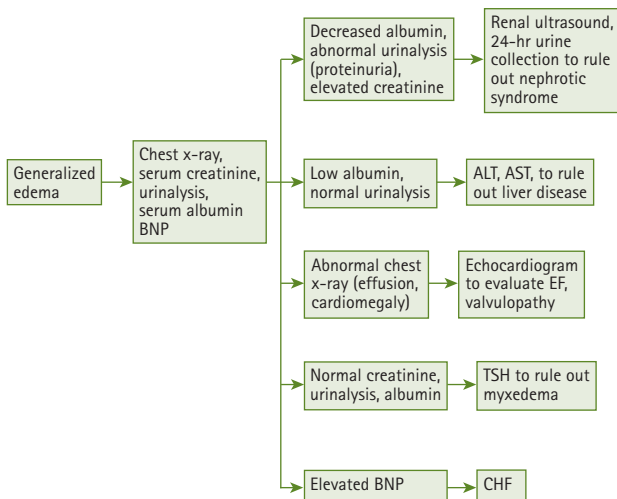 Generalized
edema
Chest x-ray,
serum creatinine,
urinalysis,
serum albumin
BNP
Decreased albumin,
abnormal urinalysis
(proteinuria),
elevated creatinine
Renal ultrasound,
24-hr urine
collection to rule
out nephrotic
syndrome
Low albumin,
normal urinalysis
ALT, AST, to rule
out liver disease
Abnormal chest
x-ray (effusion,
cardiomegaly)
Echocardiogram
to evaluate EF,
valvulopathy
Normal creatinine,
urinalysis, albumin
TSH to rule out
myxedema
Elevated BNP
CHF